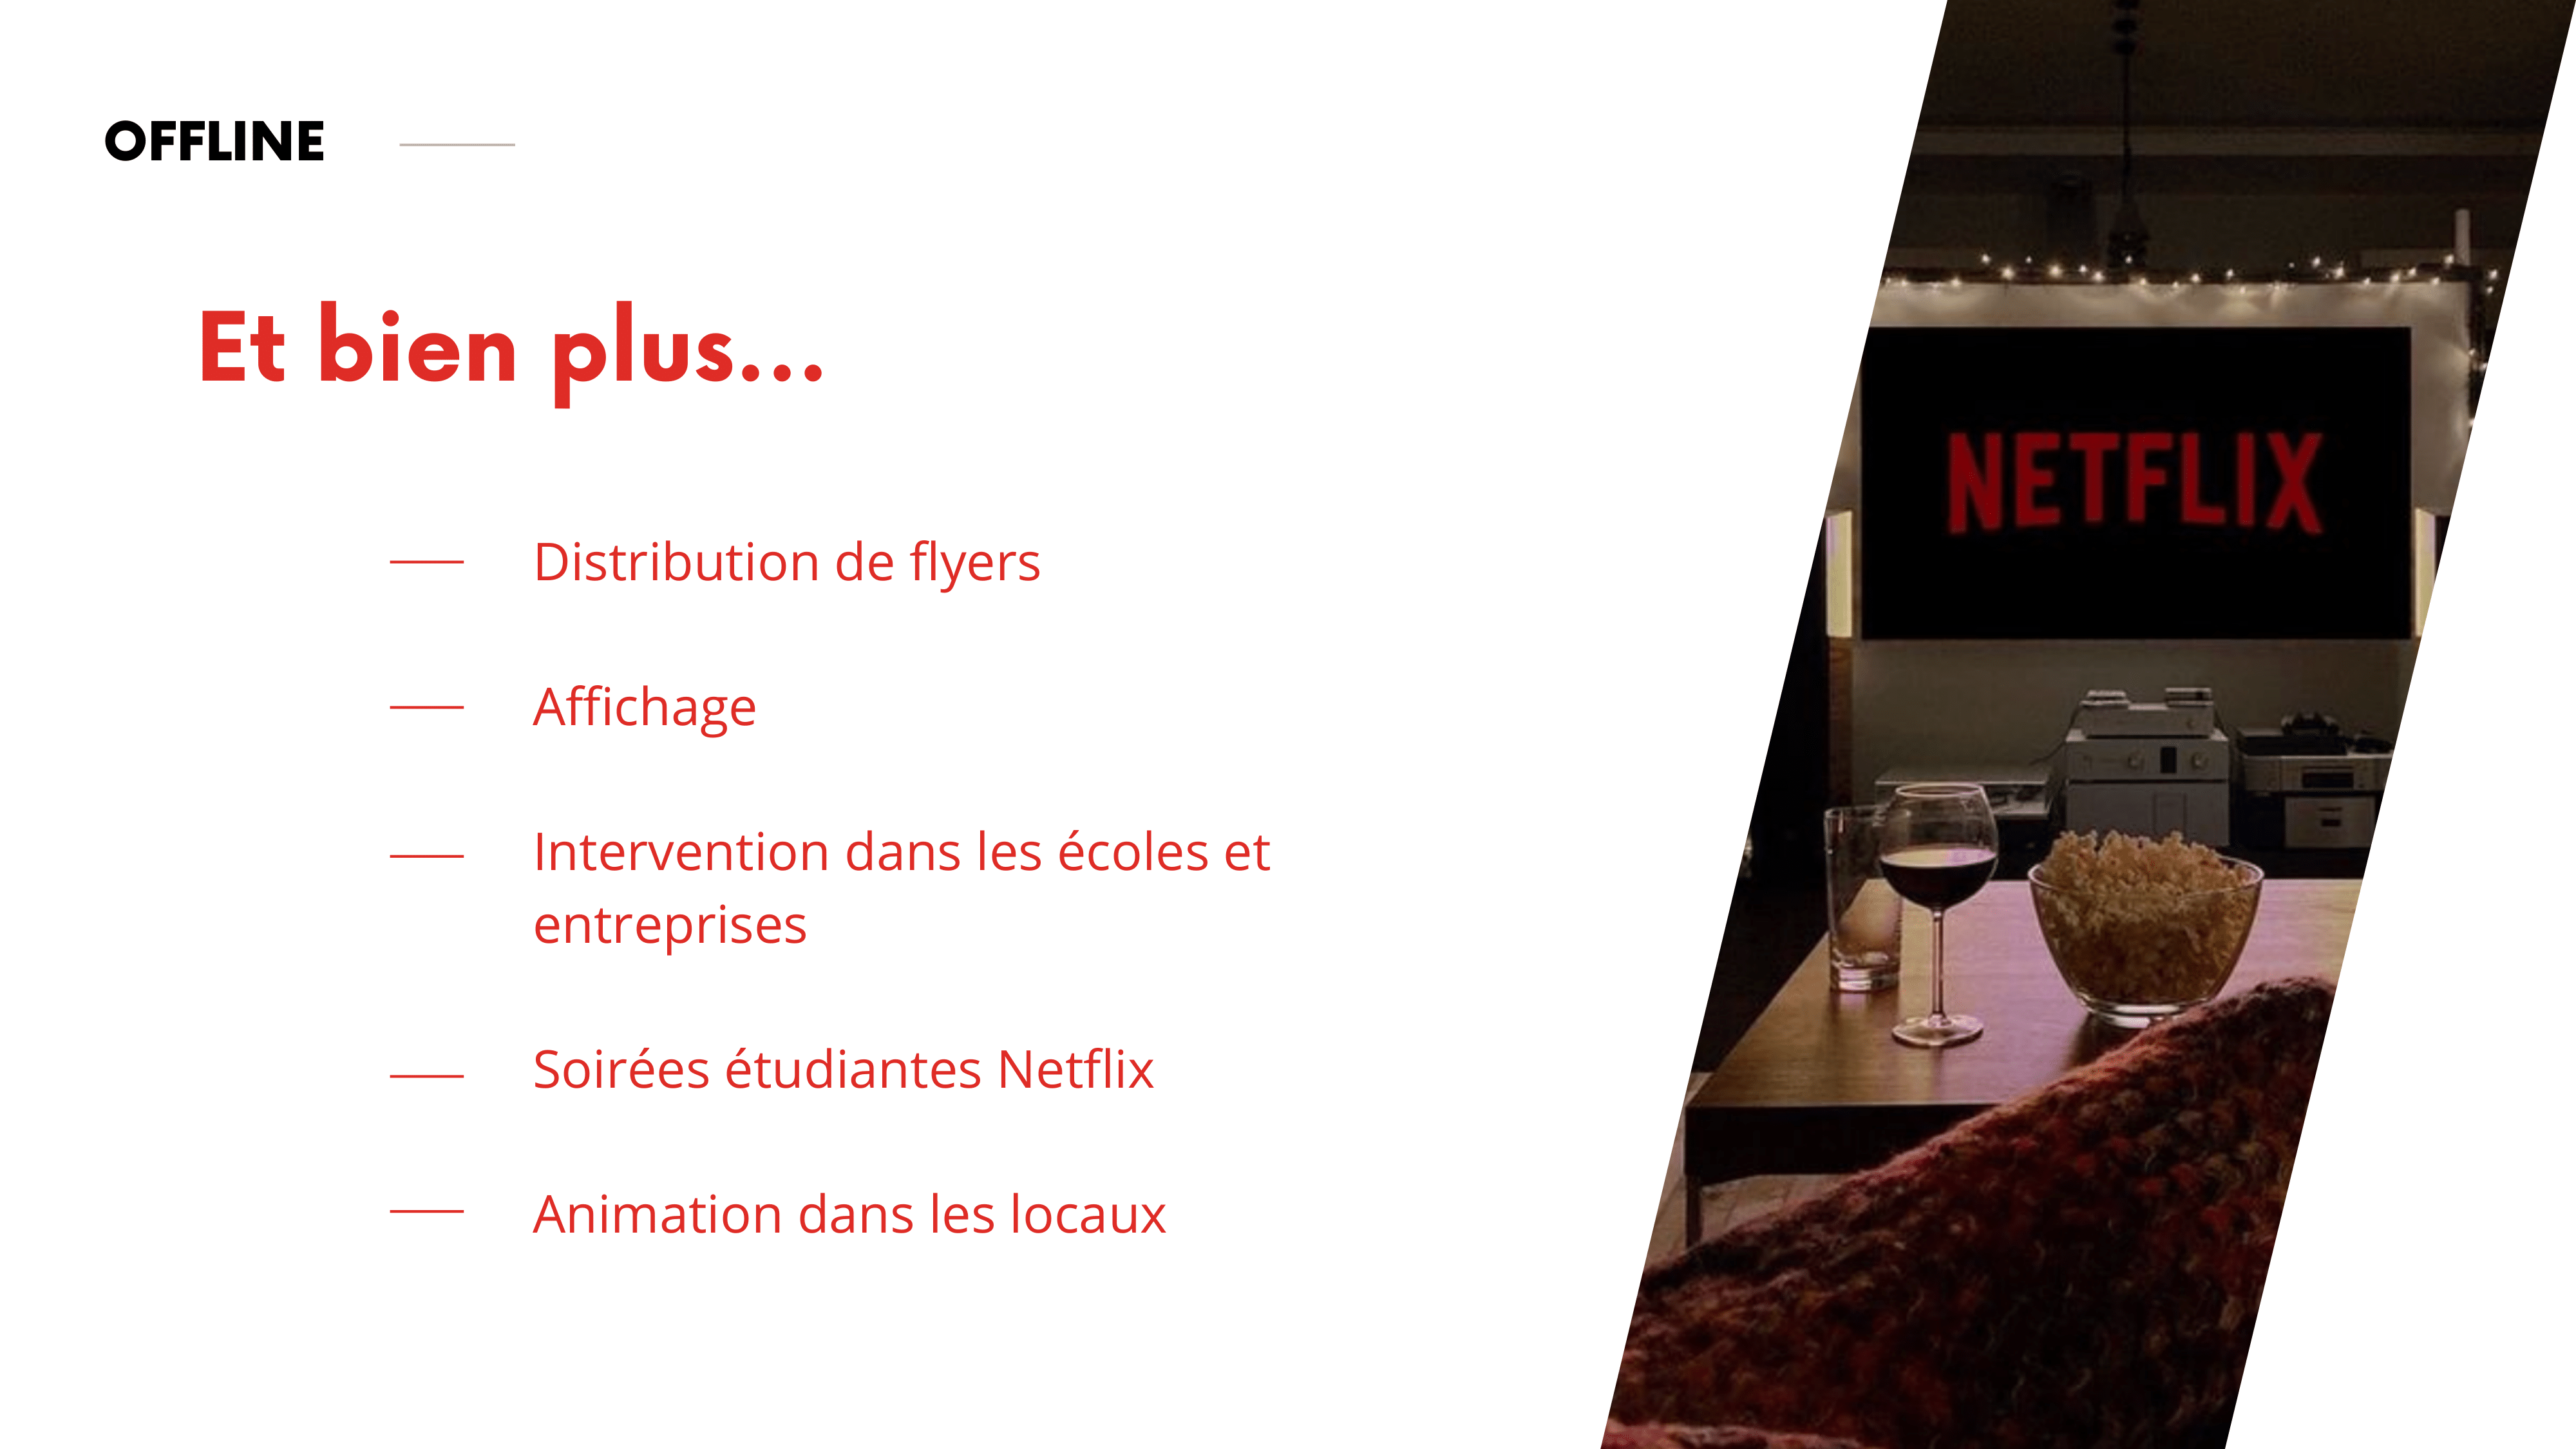 OFFLINE
Et bien plus...
Distribution de flyers
Affichage
Intervention dans les écoles et
entreprises
Soirées étudiantes Netflix
Animation dans les locaux
NETFLIX